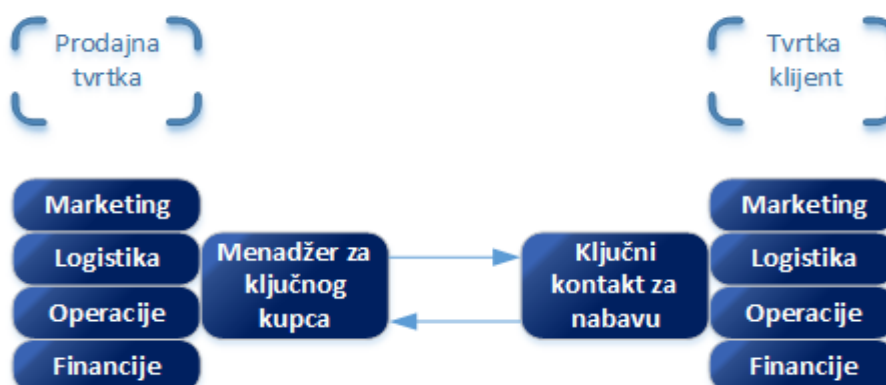 Prodajna
tvrtka
Tvrtka
klijent
Marketing
Logistika
Operacije
Financije
Menadžer za
ključnog
kupca
Ključni
kontakt za
nabavu
Marketing
Logistika
Operacije
Financije